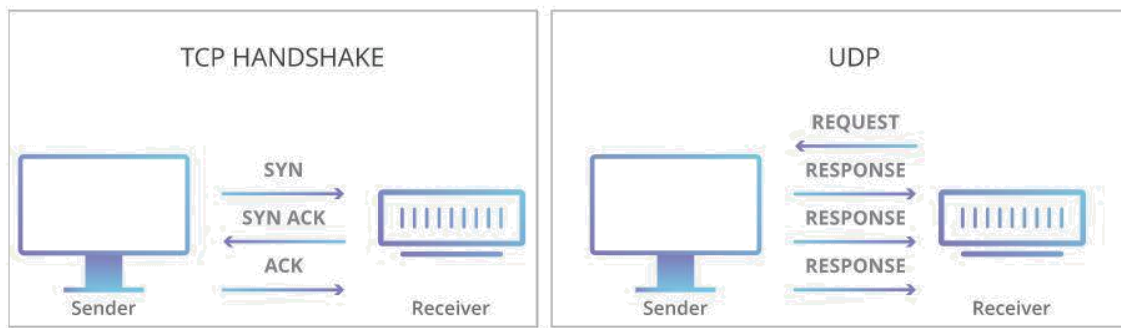 TCP HANDSHAKE
SYN
SYN ACK
ACK
Sender
Receiver
UDP
REQUEST
RESPONSE
RESPONSE
RESPONSE
Sender
Receiver